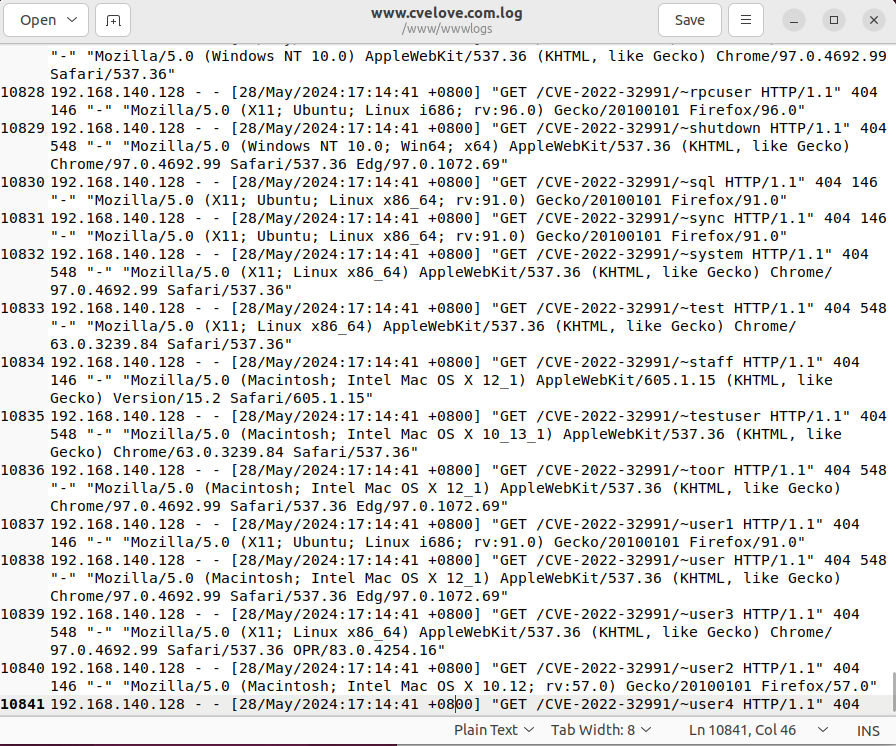 Open
www.cvelove.com.log
/www/wwwlogs
Save
"-" "Mozilla/5.0 (Windows NT 10.0) AppleWebKit/537.36 (KHTML, like Gecko) Chrome/97.0.4692.99
Safari/537.36"
10828 192.168.140.128 - - [28/May/2024:17:14:41 +0800] "GET /CVE-2022-32991/~rpcuser HTTP/1.1" 404
146 "-" "Mozilla/5.0 (X11; Ubuntu; Linux i686; rv:96.0) Gecko/20100101 Firefox/96.0"
10829 192.168.140.128 - - [28/May/2024:17:14:41 +0800] "GET /CVE-2022-32991/~shutdown HTTP/1.1" 404
548 "-" "Mozilla/5.0 (Windows NT 10.0; Win64; x64) AppleWebKit/537.36 (KHTML, like Gecko)
Chrome/97.0.4692.99 Safari/537.36 Edg/97.0.1072.69"
10830 192.168.140.128 - - [28/May/2024:17:14:41 +0800] "GET /CVE-2022-32991/~sql HTTP/1.1" 404 146
"-" "Mozilla/5.0 (X11; Ubuntu; Linux x86_64; rv:91.0) Gecko/20100101 Firefox/91.0"
10831 192.168.140.128 - - [28/May/2024:17:14:41 +0800] "GET /CVE-2022-32991/~sync HTTP/1.1" 404 146
"-" "Mozilla/5.0 (X11; Ubuntu; Linux x86_64; rv:91.0) Gecko/20100101 Firefox/91.0"
10832 192.168.140.128 - - [28/May/2024:17:14:41 +0800] "GET /CVE-2022-32991/~system HTTP/1.1" 404
548 "-" "Mozilla/5.0 (X11; Linux x86_64) AppleWebKit/537.36 (KHTML, like Gecko) Chrome/
97.0.4692.99 Safari/537.36"
10833 192.168.140.128 - - [28/May/2024:17:14:41 +0800] "GET /CVE-2022-32991/~test HTTP/1.1" 404 548
"-" "Mozilla/5.0 (X11; Linux x86_64) AppleWebKit/537.36 (KHTML, like Gecko) Chrome/
63.0.3239.84 Safari/537.36"
10834 192.168.140.128 - - [28/May/2024:17:14:41 +0800] "GET /CVE-2022-32991/~staff HTTP/1.1" 404
146 "-" "Mozilla/5.0 (Macintosh; Intel Mac OS X 12_1) AppleWebKit/605.1.15 (KHTML, like
Gecko) Version/15.2 Safari/605.1.15"
10835 192.168.140.128 - - [28/May/2024:17:14:41 +0800] "GET /CVE-2022-32991/~testuser HTTP/1.1" 404
548 "-" "Mozilla/5.0 (Macintosh; Intel Mac OS X 10_13_1) AppleWebKit/537.36 (KHTML, like
Gecko) Chrome/63.0.3239.84 Safari/537.36"
10836 192.168.140.128 - - [28/May/2024:17:14:41 +0800] "GET /CVE-2022-32991/~toor HTTP/1.1" 404 548
"-" "Mozilla/5.0 (Macintosh; Intel Mac OS X 12_1) AppleWebKit/537.36 (KHTML, like Gecko)
Chrome/97.0.4692.99 Safari/537.36 Edg/97.0.1072.69"
10837 192.168.140.128 - - [28/May/2024:17:14:41 +0800] "GET /CVE-2022-32991/~user1 HTTP/1.1" 404
146 "-" "Mozilla/5.0 (X11; Ubuntu; Linux i686; rv:91.0) Gecko/20100101 Firefox/91.0"
10838 192.168.140.128 - - [28/May/2024:17:14:41 +0800] "GET /CVE-2022-32991/~user HTTP/1.1" 404 548
"-" "Mozilla/5.0 (Macintosh; Intel Mac OS X 12_1) AppleWebKit/537.36 (KHTML, like Gecko)
Chrome/97.0.4692.99 Safari/537.36 Edg/97.0.1072.69"
10839 192.168.140.128 - - [28/May/2024:17:14:41 +0800] "GET /CVE-2022-32991/~user3 HTTP/1.1" 404
548 "-" "Mozilla/5.0 (X11; Linux x86_64) AppleWebKit/537.36 (KHTML, like Gecko) Chrome/
97.0.4692.99 Safari/537.36 OPR/83.0.4254.16"
10840 192.168.140.128 - - [28/May/2024:17:14:41 +0800] "GET /CVE-2022-32991/~user2 HTTP/1.1" 404
146 "-" "Mozilla/5.0 (Macintosh; Intel Mac OS X 10.12; rv:57.0) Gecko/20100101 Firefox/57.0"
10841 192.168.140.128 - - [28/May/2024:17:14:41 +0800] "GET /CVE-2022-32991/~user4 HTTP/1.1" 404
Plain Text Tab Width: 8 Ln 10841, Col 46 INS